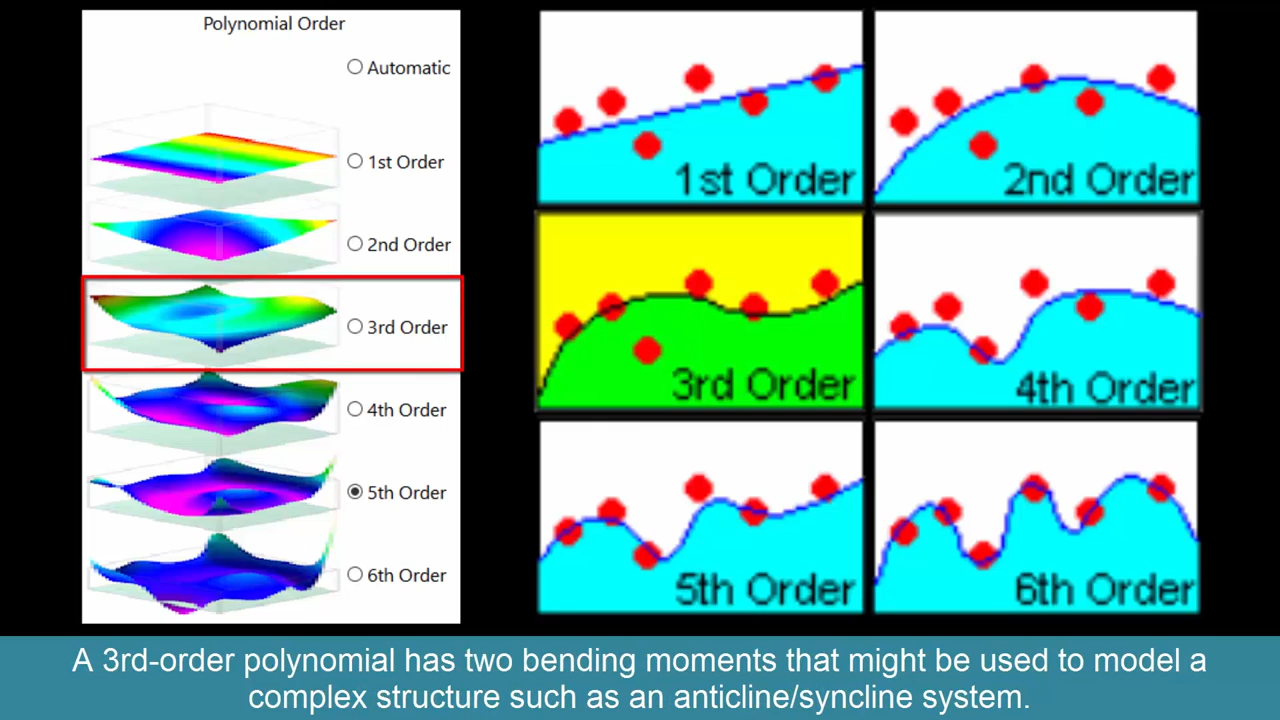 Polynomial Order
Automatic
1st Order
2nd Order
3rd Order
4th Order
5th Order
6th Order
1st Order
2nd Order
3rd Order
4th Order
5th Order
6th Order
A 3rd-order polynomial has two bending moments that might be used to model a
complex structure such as an anticline/syncline system.